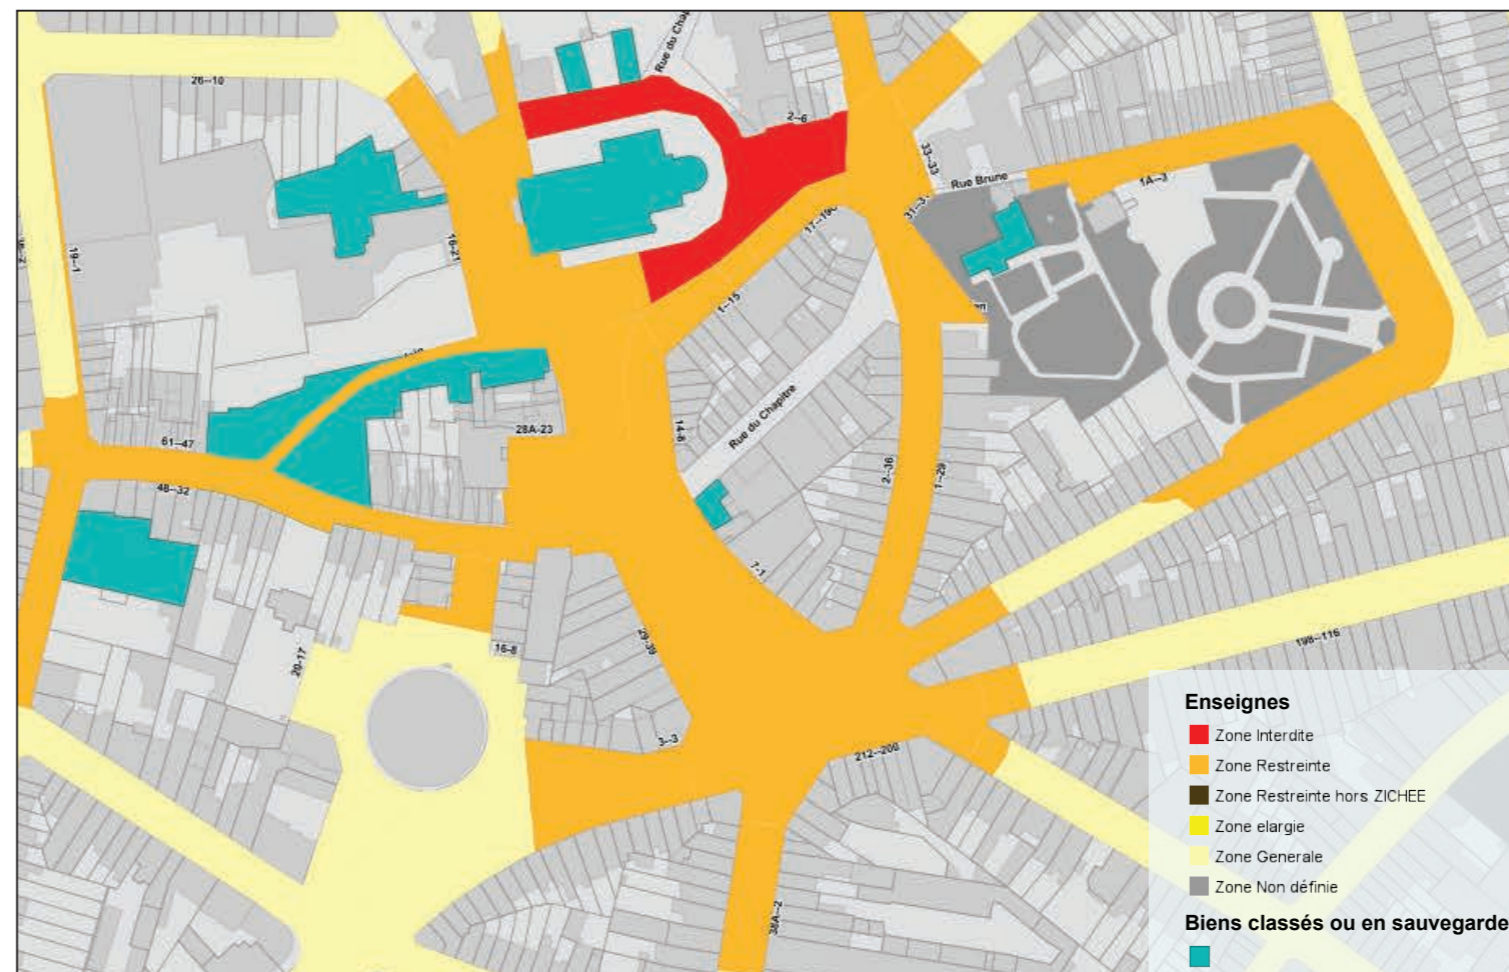 Rue du Chap
26--10
2--6
33--33
Rue Brune
1A--3
31--3
17--19
16-21
19--1
1--15
Rue du Chapitre
14-8
28A-23
61--47
48--32
2--36
1--29
7-1
29-39
16-8
20-17
3--3
212--200
198--116
38A--2
Enseignes
Zone Interdite
Zone Restreinte
Zone Restreinte hors ZICHEE
Zone elargie
Zone Generale
Zone Non définie
Biens classés ou en sauvegarde